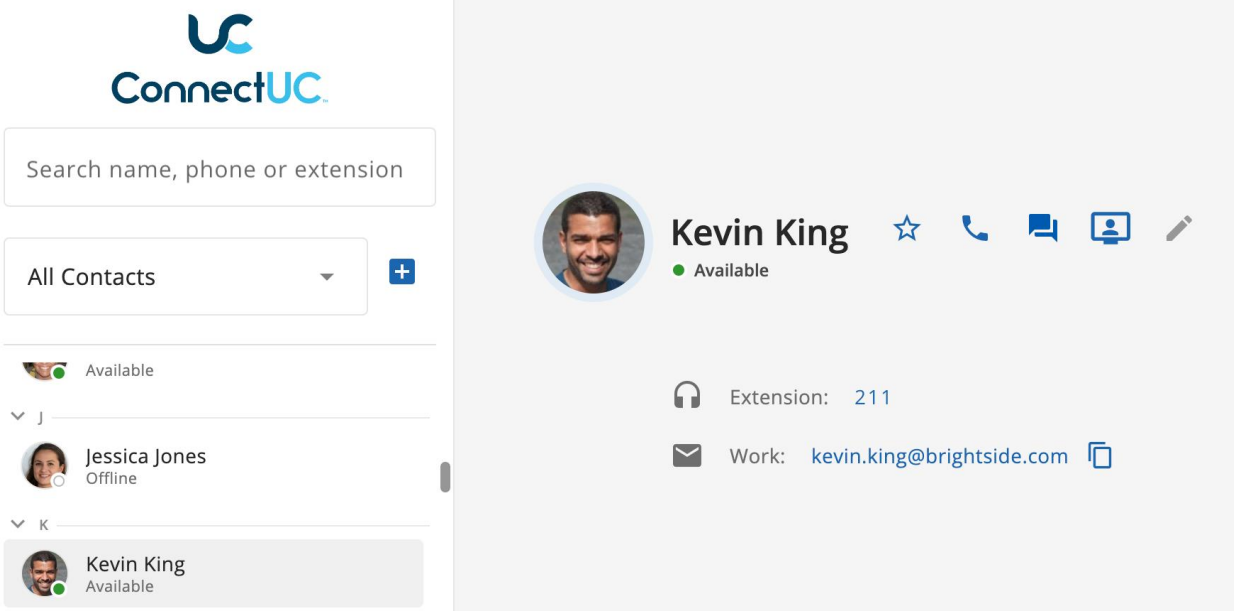 ConnectUC
Search name, phone or extension
All Contacts
Available
J
Jessica Jones
Offline
K
Kevin King
Available
Kevin King
Available
Extension: 211
Work: kevin.king@brightside.com